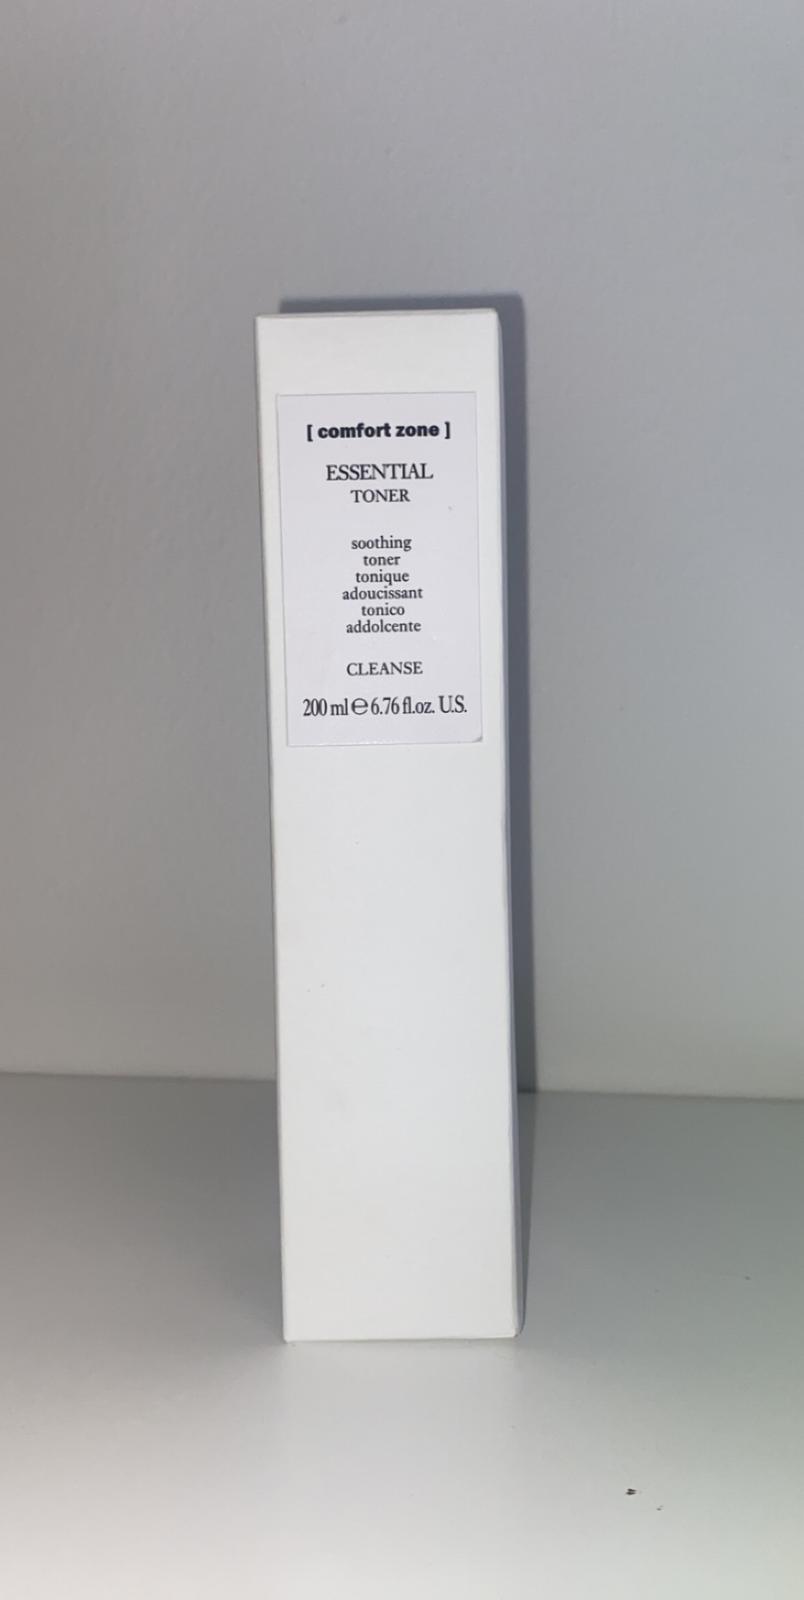 [ comfort zone ]
ESSENTIAL
TONER
soothing
toner
tonique
adoucissant
tonico
addolcente
CLEANSE
200 ml ℮ 6.76 fl.oz. U.S.